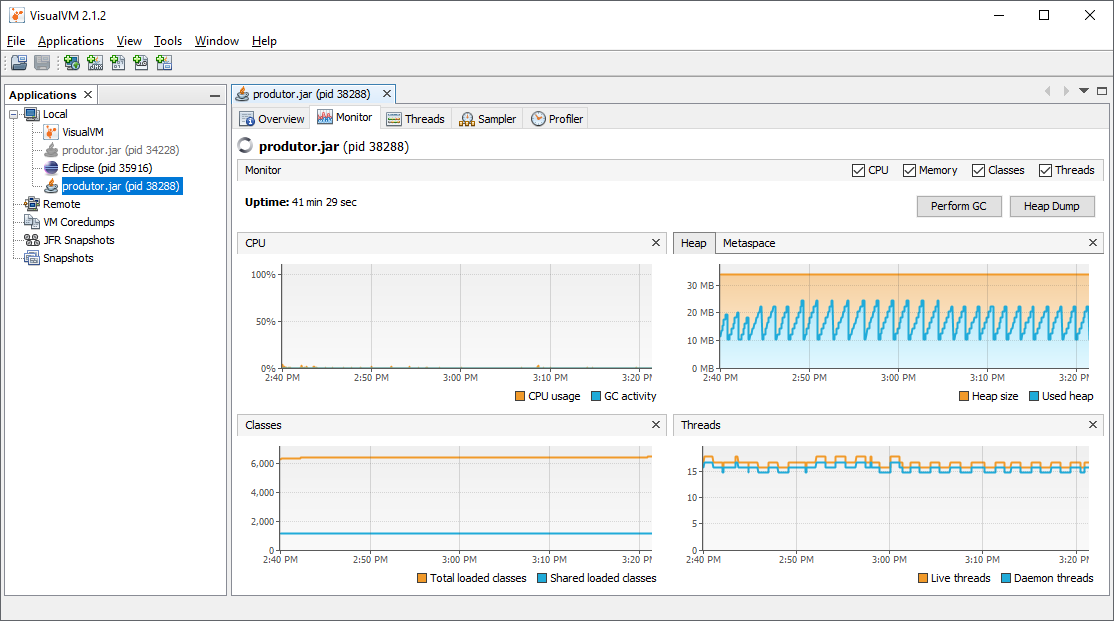 VisualVM 2.1.2
File Applications View Tools Window Help
Applications
Local
VisualVM
produtor.jar (pid 34228)
Eclipse (pid 35916)
produtor.jar (pid 38288)
Remote
VM Coredumps
JFR Snapshots
Snapshots
produtor.jar (pid 38288)
Overview Monitor Threads Sampler Profiler
produtor.jar (pid 38288)
Monitor CPU Memory Classes Threads
Uptime: 41 min 29 sec
Perform GC Heap Dump
CPU
100%
50%
0%
2:40 PM 2:50 PM 3:00 PM 3:10 PM 3:20 PM
CPU usage GC activity
Heap Metaspace
30 MB
20 MB
10 MB
0 MB
2:40 PM 2:50 PM 3:00 PM 3:10 PM 3:20 PM
Heap size Used heap
Classes
6,000
4,000
2,000
0
2:40 PM 2:50 PM 3:00 PM 3:10 PM 3:20 PM
Total loaded classes Shared loaded classes
Threads
15
10
5
0
2:40 PM 2:50 PM 3:00 PM 3:10 PM 3:20 PM
Live threads Daemon threads